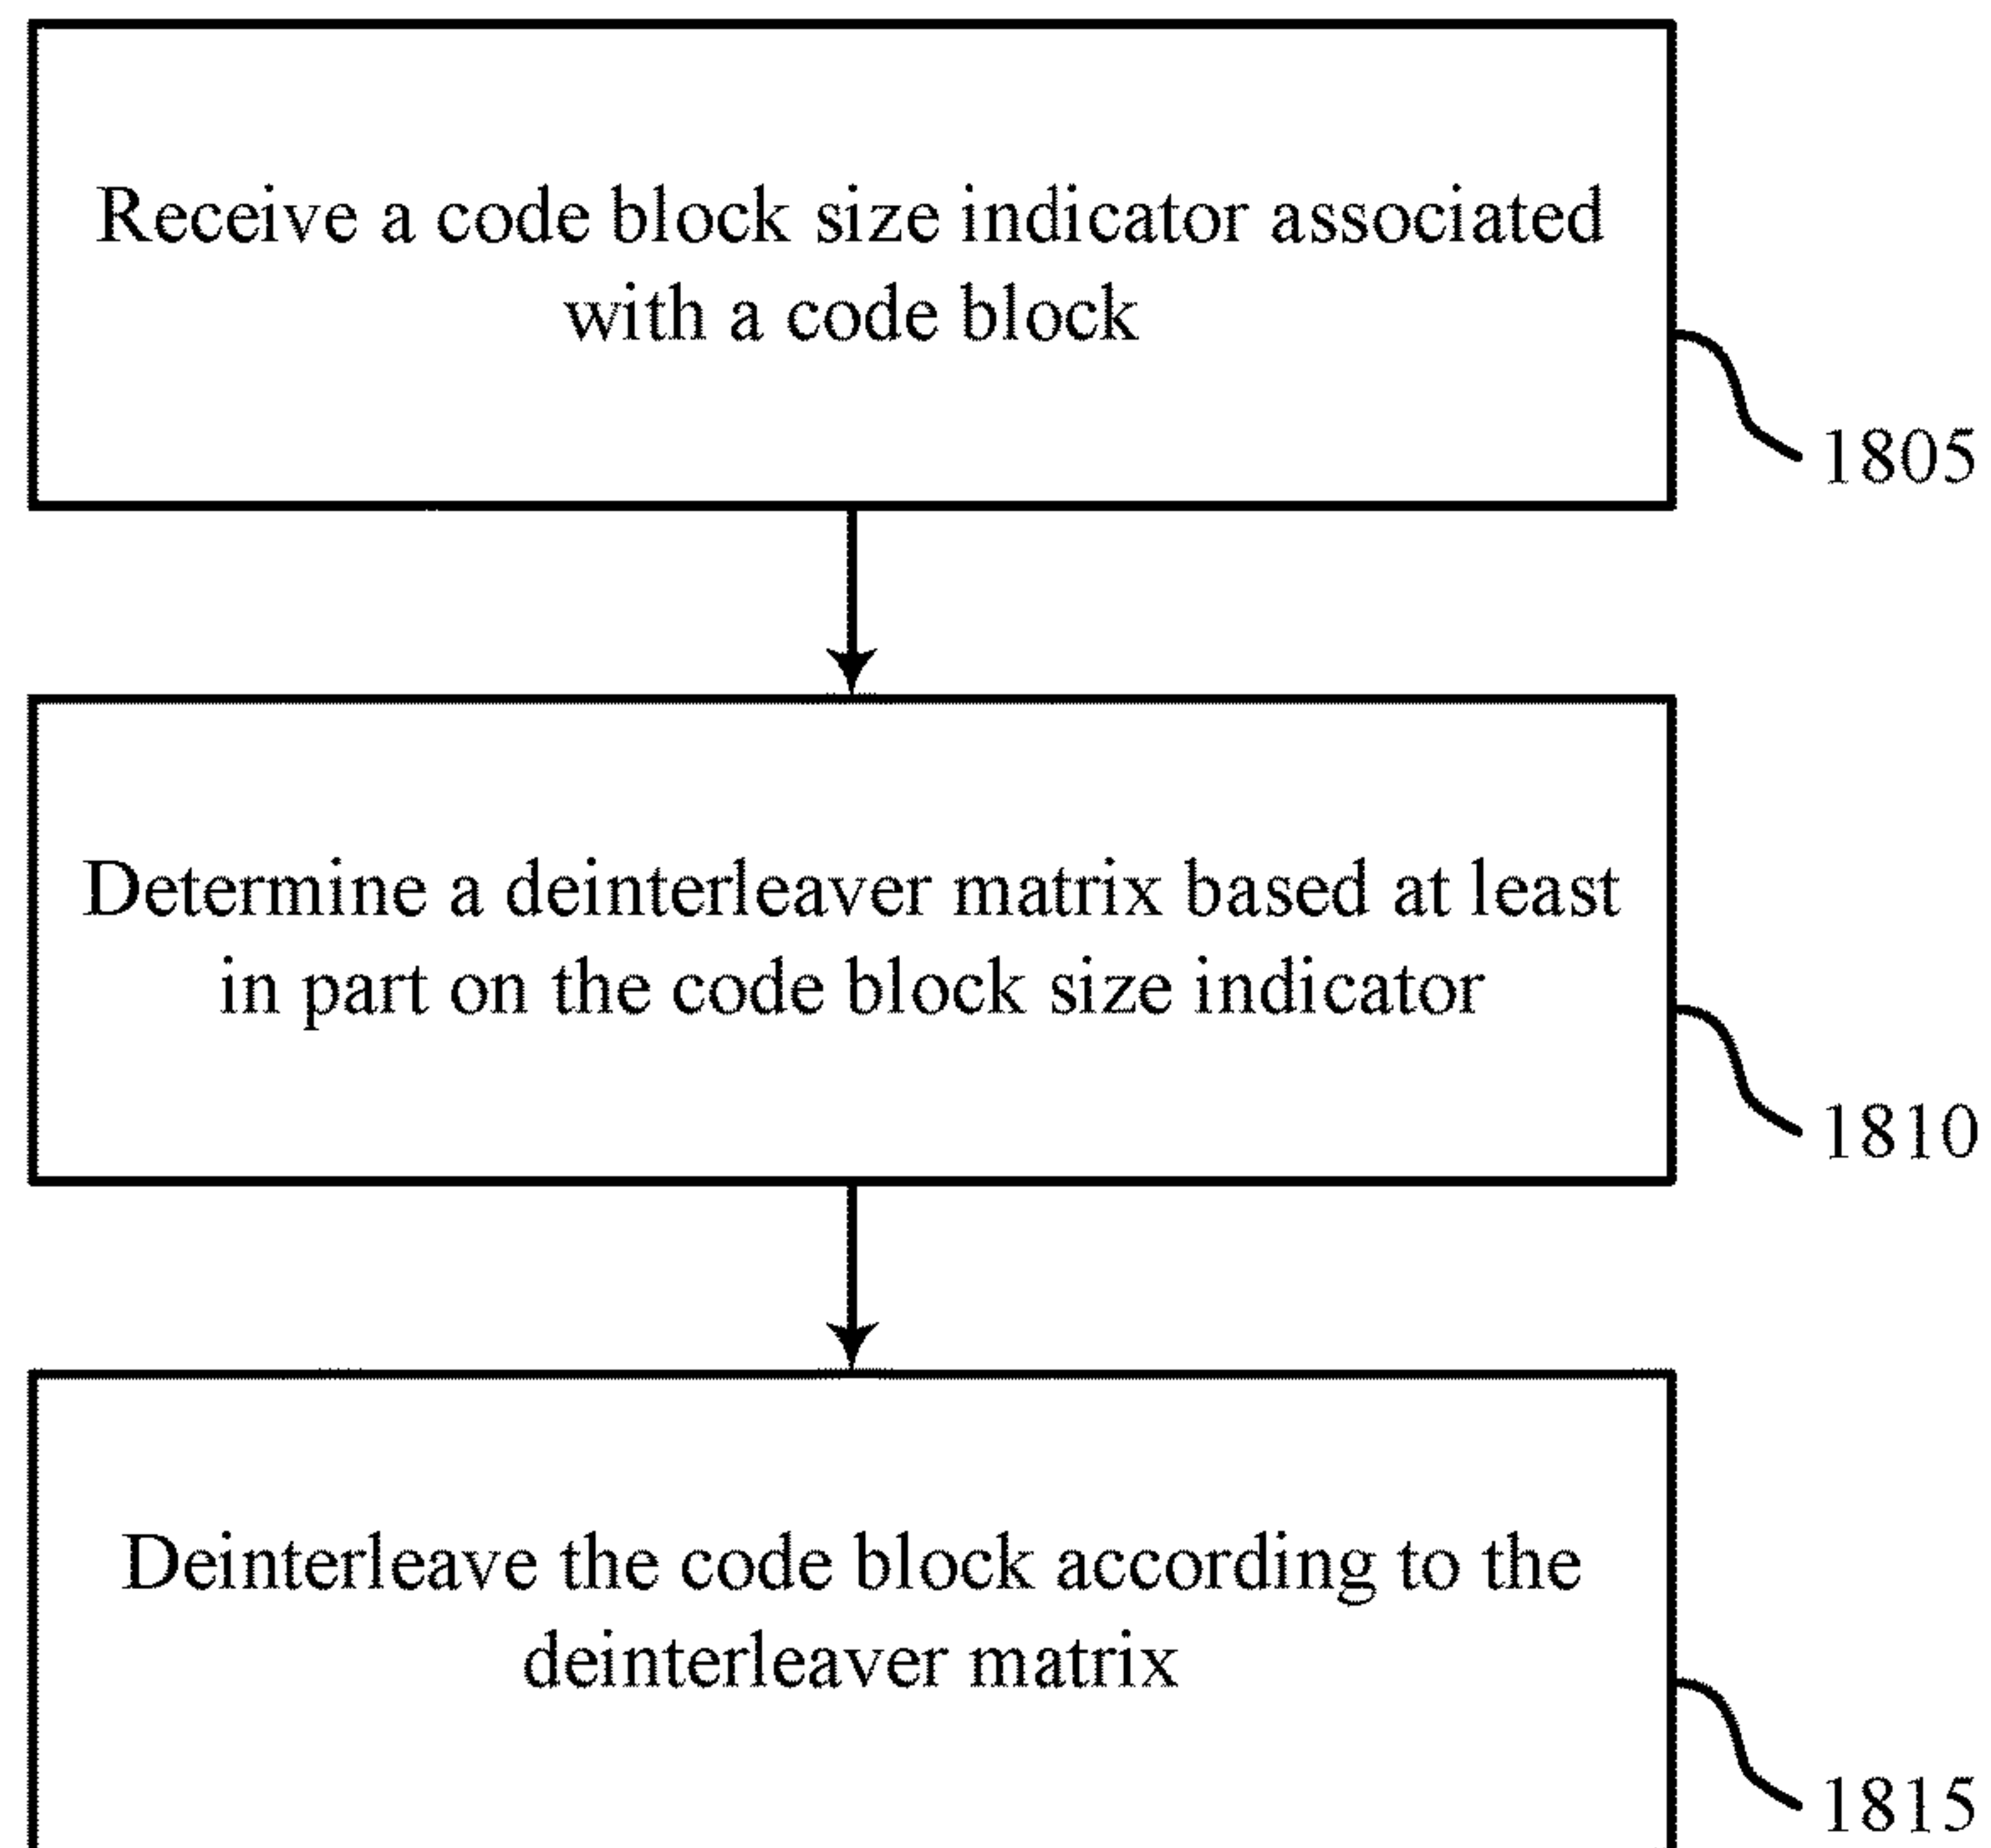 Receive a code block size indicator associated
with a code block
1805
Determine a deinterleaver matrix based at least
in part on the code block size indicator
1810
Deinterleave the code block according to the
deinterleaver matrix
1815